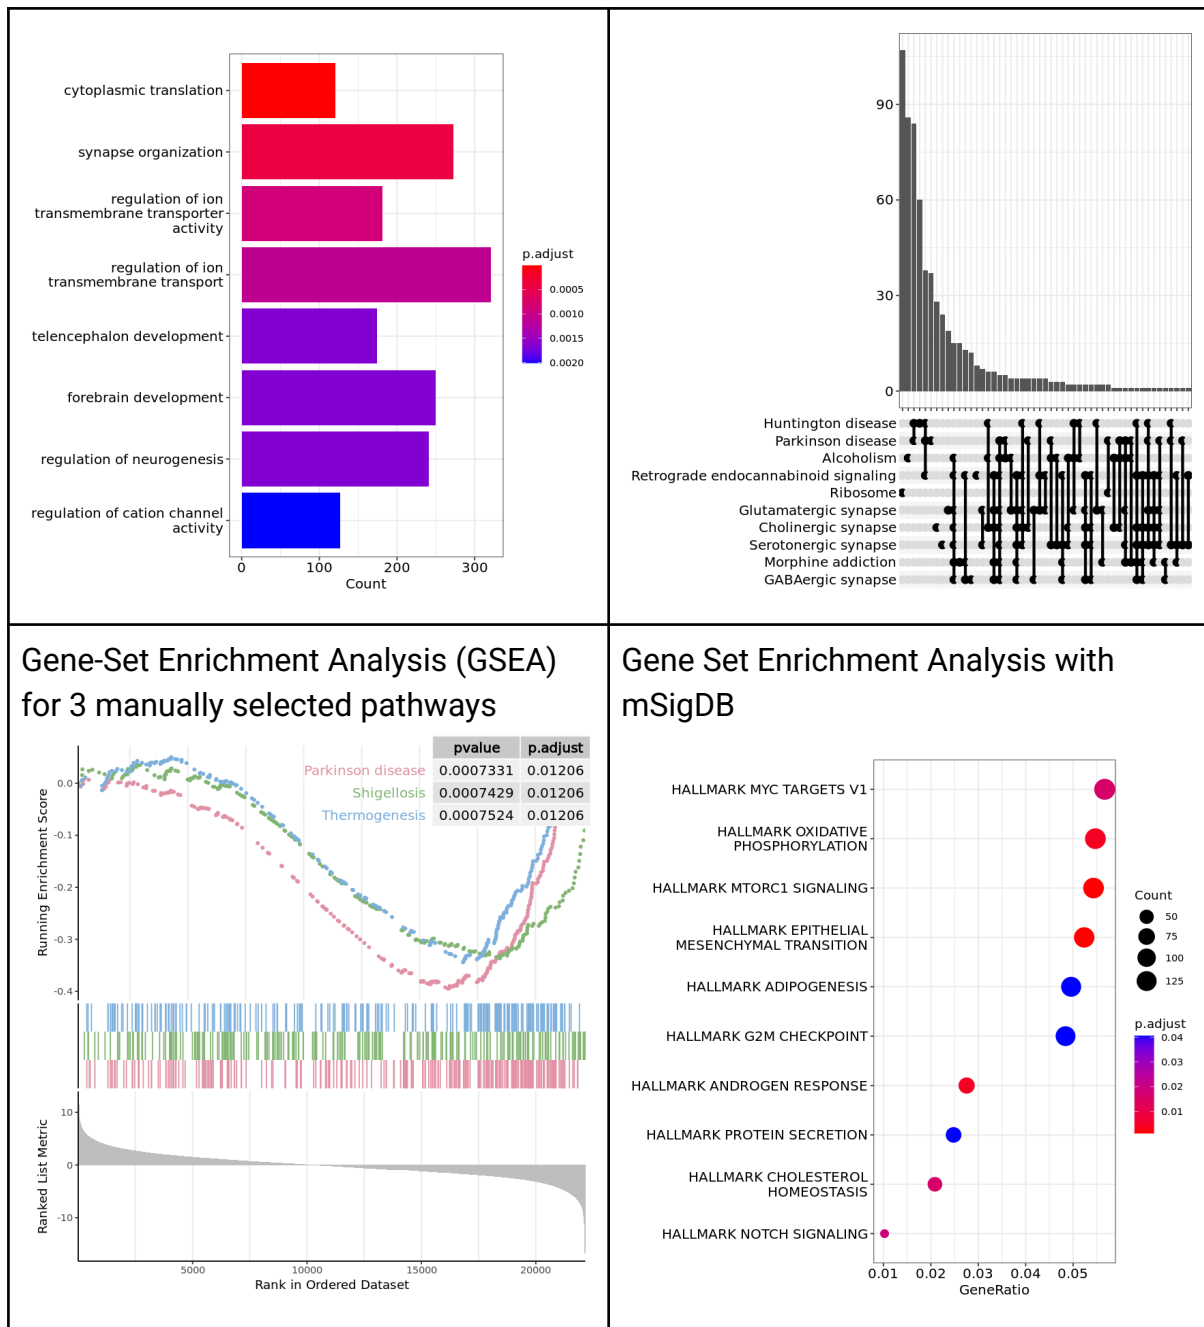 cytoplasmic translation
synapse organization
regulation of ion
transmembrane transporter
activity
regulation of ion
transmembrane transport
telencephalon development
forebrain development
regulation of neurogenesis
regulation of cation channel
activity
0 100 200 300
Count
p.adjust
0.0005
0.0010
0.0015
0.0020
90
60
30
0
Huntington disease
Parkinson disease
Alcoholism
Retrograde endocannabinoid signaling
Ribosome
Glutamatergic synapse
Cholinergic synapse
Serotonergic synapse
Morphine addiction
GABAergic synapse
Gene-Set Enrichment Analysis (GSEA)
for 3 manually selected pathways
pvalue p.adjust
Parkinson disease 0.0007331 0.01206
Shigellosis 0.0007429 0.01206
Thermogenesis 0.0007524 0.01206
Running Enrichment Score
0.0
-0.1
-0.2
-0.3
-0.4
Ranked List Metric
10
0
-10
5000 10000 15000 20000
Rank in Ordered Dataset
Gene Set Enrichment Analysis with
mSigDB
HALLMARK MYC TARGETS V1
HALLMARK OXIDATIVE
PHOSPHORYLATION
HALLMARK MTORC1 SIGNALING
HALLMARK EPITHELIAL
MESENCHYMAL TRANSITION
HALLMARK ADIPOGENESIS
HALLMARK G2M CHECKPOINT
HALLMARK ANDROGEN RESPONSE
HALLMARK PROTEIN SECRETION
HALLMARK CHOLESTEROL
HOMEOSTASIS
HALLMARK NOTCH SIGNALING
0.01 0.02 0.03 0.04 0.05
GeneRatio
Count
50
75
100
125
p.adjust
0.04
0.03
0.02
0.01